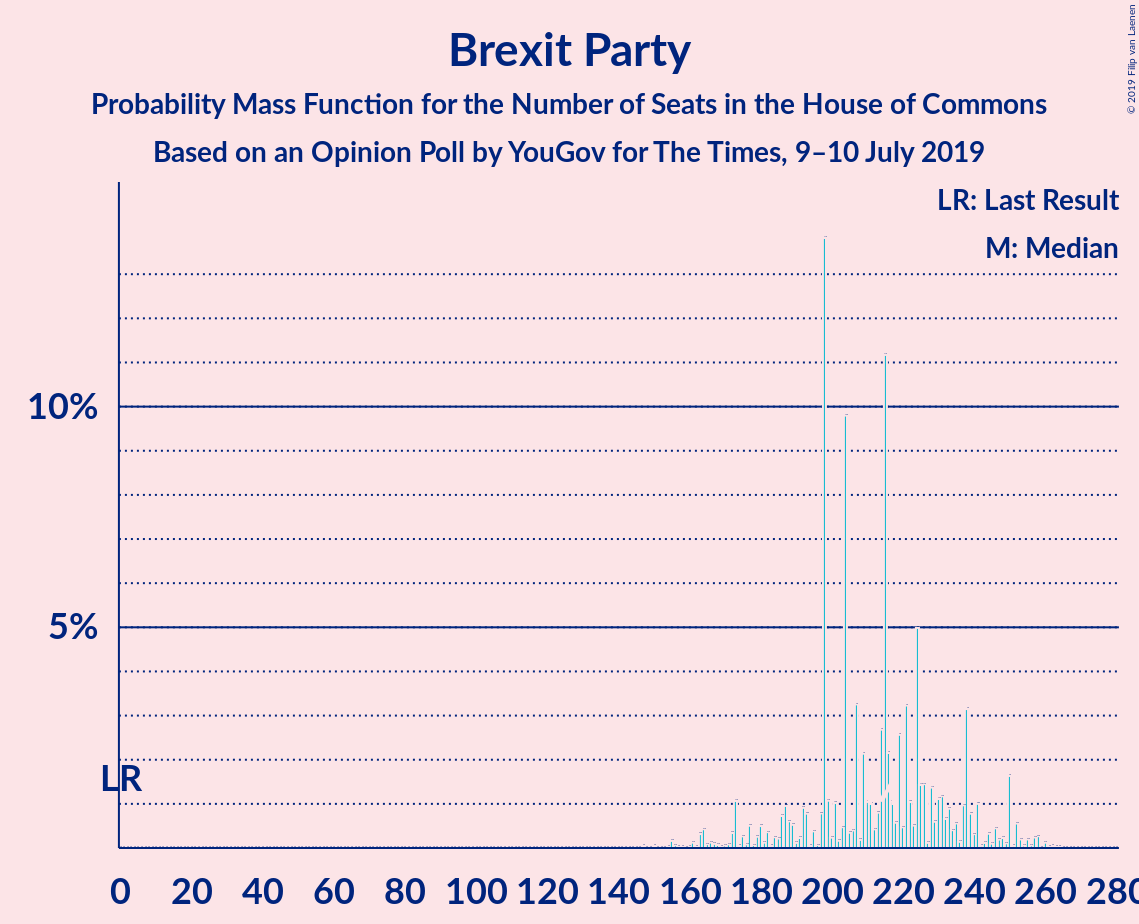 Brexit Party
Probability Mass Function for the Number of Seats in the House of Commons
Based on an Opinion Poll by YouGov for The Times, 9–10 July 2019
© 2019 Filip van Laenen
LR: Last Result
M: Median
10%
5%
LR
0 20 40 60 80 100 120 140 160 180 200 220 240 260 280